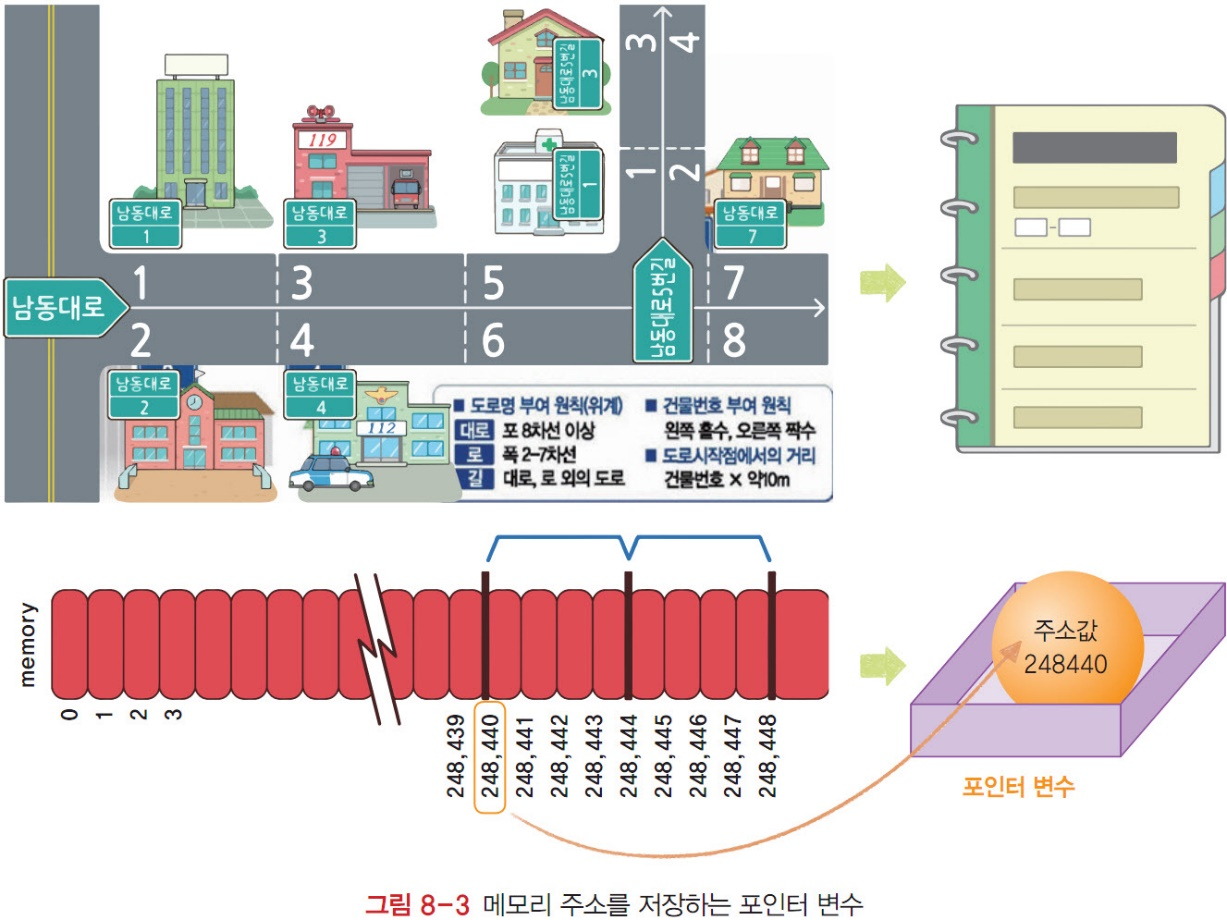 남동대로
1
119
남동대로
3
남동대로5번길
3
남동대로5번길
1
3 4
1 2
남동대로
7
남동대로
1 3 5 7
2 4 6 8
남동대로5번길
남동대로
2
남동대로
4
112
■ 도로명 부여 원칙(위계)
대로 포 8차선 이상
로 폭 2-7차선
길 대로, 로 외의 도로
■ 건물번호 부여 원칙
왼쪽 홀수, 오른쪽 짝수
■ 도로시작점에서의 거리
건물번호 × 약10m
memory
0
1
2
3
248,439
248,440
248,441
248,442
248,443
248,444
248,445
248,446
248,447
248,448
주소값
248440
포인터 변수
그림 8-3 메모리 주소를 저장하는 포인터 변수